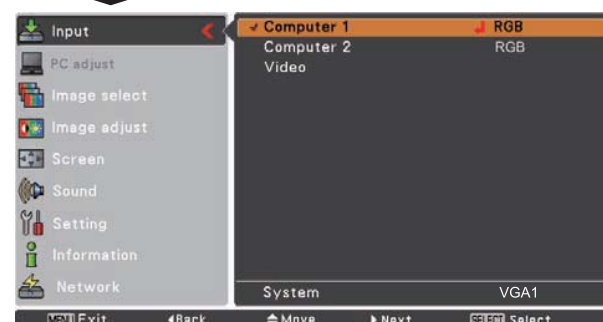 Input
PC adjust
Image select
Image adjust
Screen
Sound
Setting
Information
Network
Computer 1 RGB
Computer 2 RGB
Video
System VGA1
MENU Exit Back Move Next SELECT Select